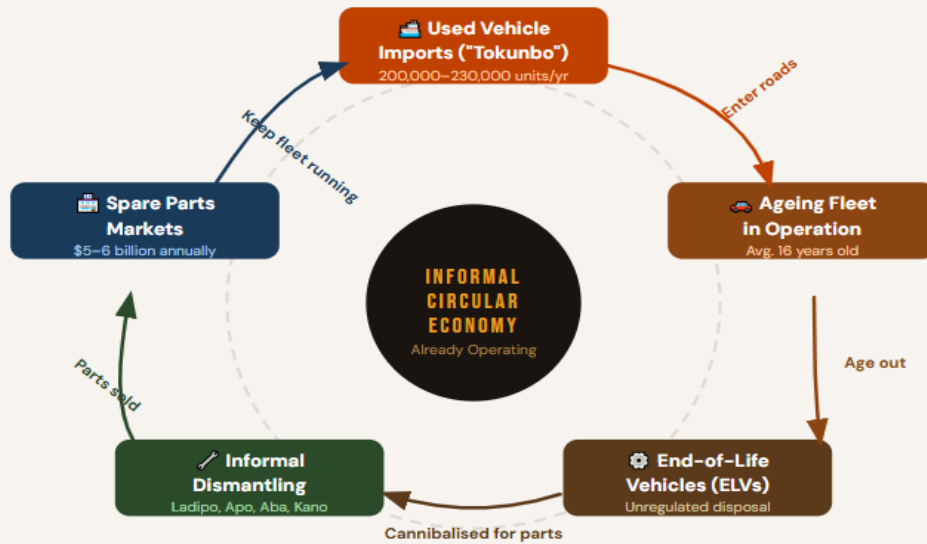 Used Vehicle
Imports ("Tokunbo")
200,000–230,000 units/yr
Enter roads
Keep fleet running
Spare Parts
Markets
$5–6 billion annually
Ageing Fleet
in Operation
Avg. 16 years old
INFORMAL
CIRCULAR
ECONOMY
Already Operating
Age out
Parts sold
Informal
Dismantling
Ladipo, Apo, Aba, Kano
End-of-Life
Vehicles (ELVs)
Unregulated disposal
Cannibalised for parts